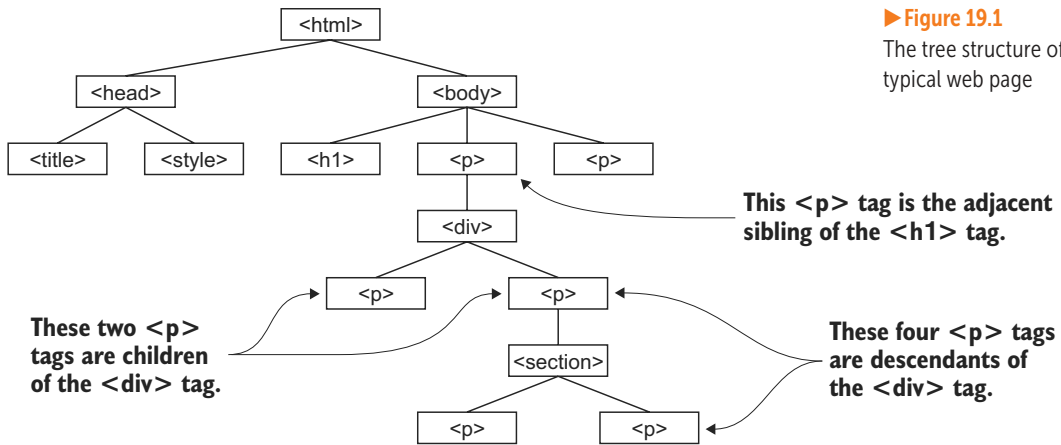 <html>
▶Figure 19.1
The tree structure of
typical web page
<head>
<body>
<title>
<style>
<h1>
<p>
<p>
This <p> tag is the adjacent
sibling of the <h1> tag.
<div>
<p>
<p>
These two <p>
tags are children
of the <div> tag.
These four <p> tags
are descendants of
the <div> tag.
<section>
<p>
<p>